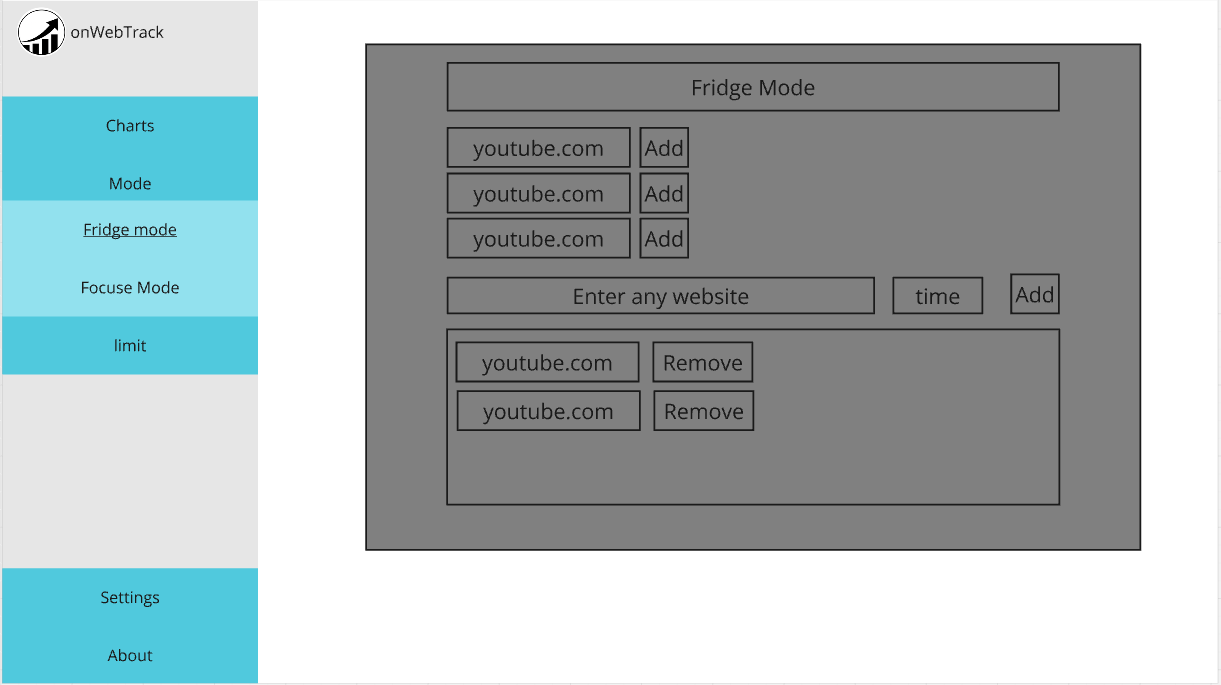 onWebTrack
Charts
Mode
Fridge mode
Focuse Mode
limit
Settings
About
Fridge Mode
youtube.com Add
youtube.com Add
youtube.com Add
Enter any website time Add
youtube.com Remove
youtube.com Remove